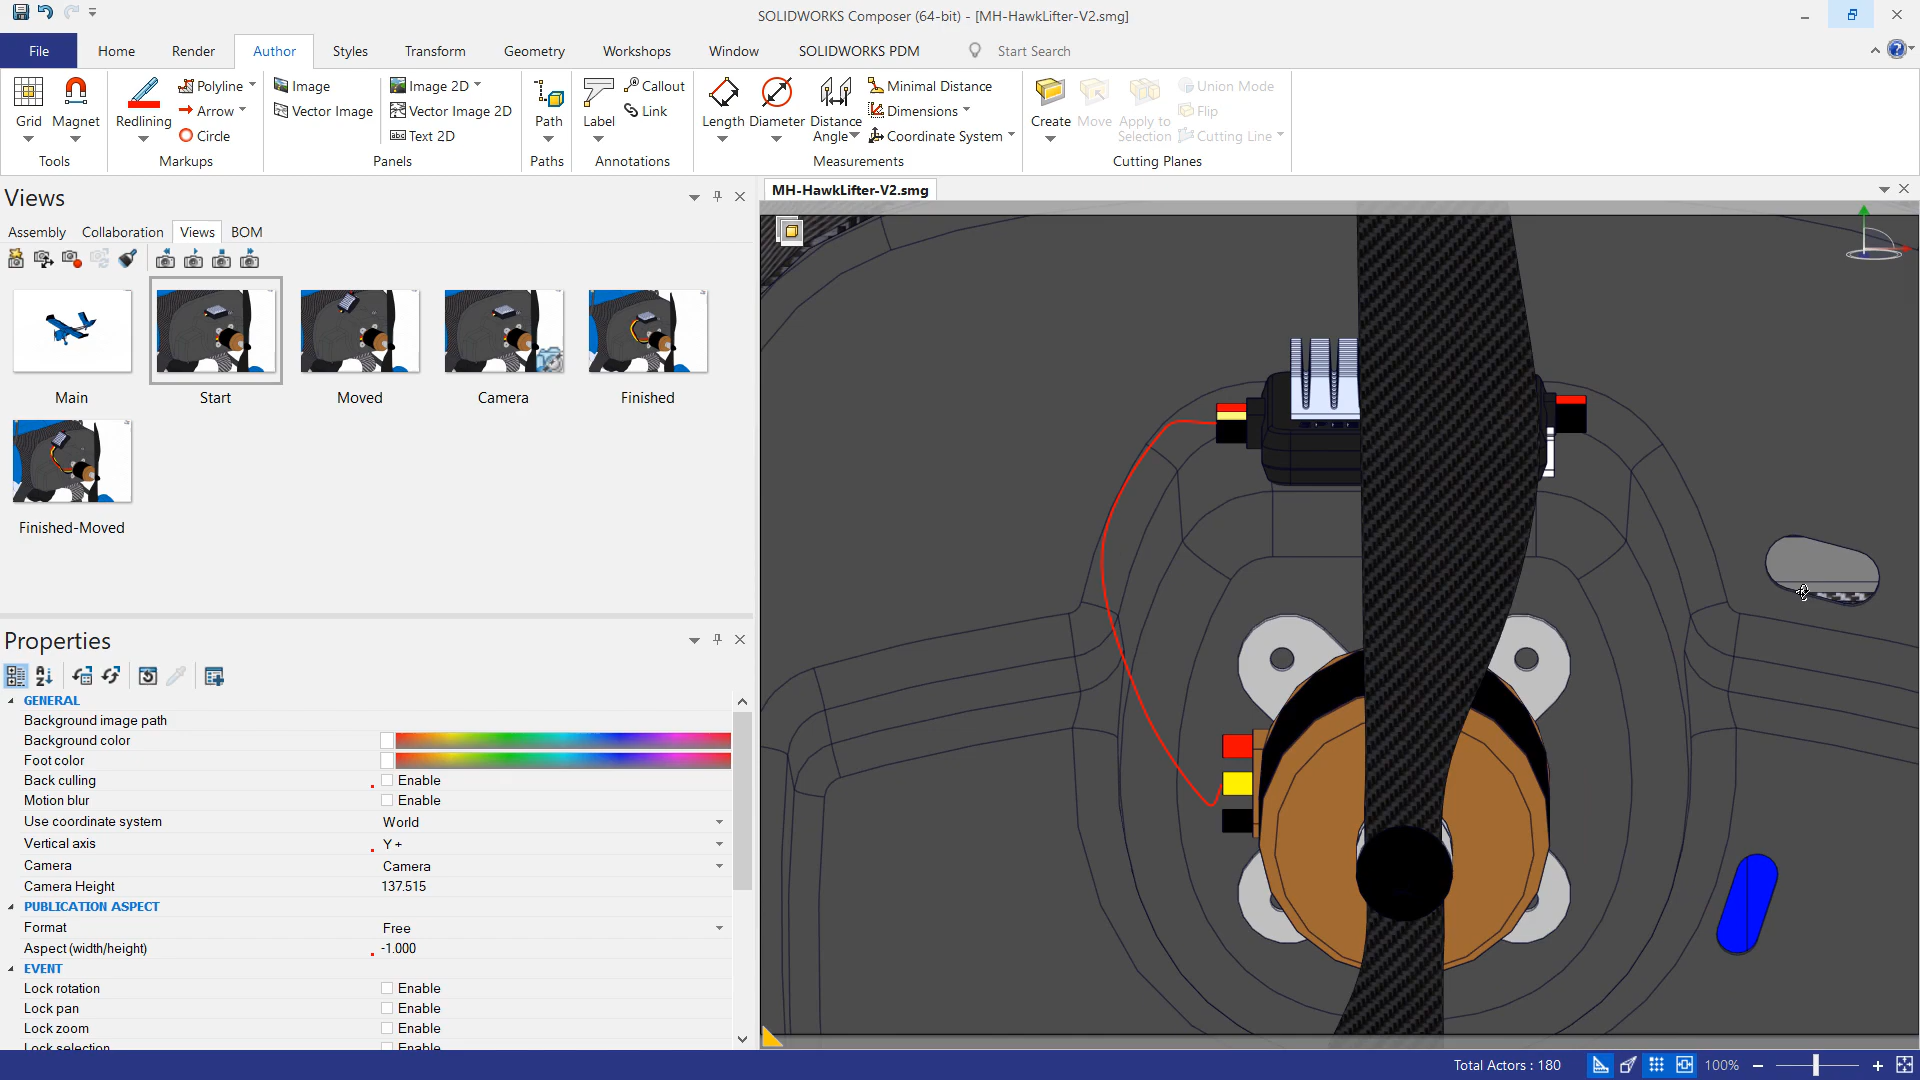 SOLIDWORKS Composer (64-bit) - [MH-HawkLifter-V2.smg]
File Home Render Author Styles Transform Geometry Workshops Window SOLIDWORKS PDM Start Search
Grid Magnet Redlining Polyline Arrow Circle
Image Vector Image Image 2D Vector Image 2D Text 2D
Path Label Callout Link
Length Diameter Distance Angle Minimal Distance Dimensions Coordinate System
Create Move Apply to Selection Union Mode Flip Cutting Line
Tools Markups Panels Paths Annotations Measurements Cutting Planes
Views
MH-HawkLifter-V2.smg
Assembly Collaboration Views BOM
Main Start Moved Camera Finished
Finished-Moved
Properties
GENERAL
Background image path
Background color
Foot color
Back culling Enable
Motion blur Enable
Use coordinate system World
Vertical axis Y +
Camera Camera
Camera Height 137.515
PUBLICATION ASPECT
Format Free
Aspect (width/height) -1.000
EVENT
Lock rotation Enable
Lock pan Enable
Lock zoom Enable
Lock selection Enable
Total Actors : 180 100%